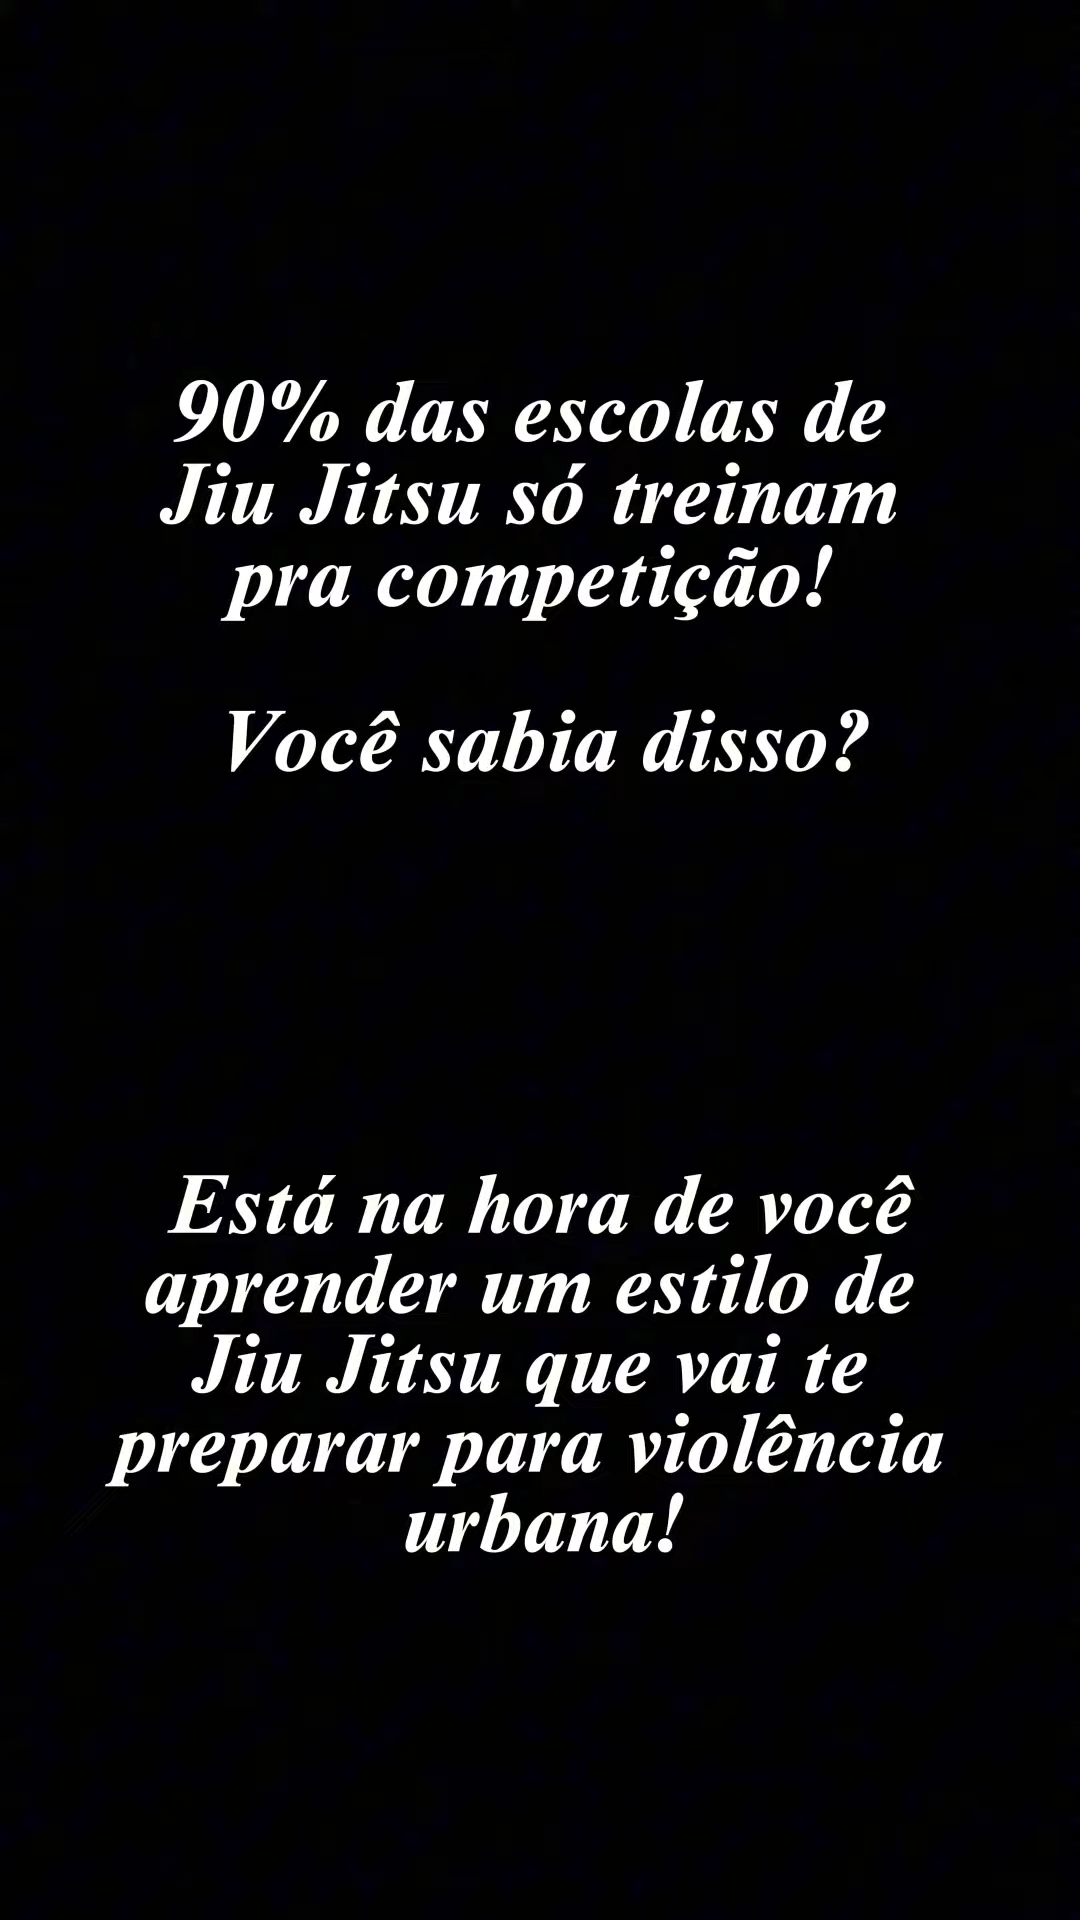 90% das escolas de
Jiu Jitsu só treinam
pra competição!
Você sabia disso?
Está na hora de você
aprender um estilo de
Jiu Jitsu que vai te
preparar para violência
urbana!